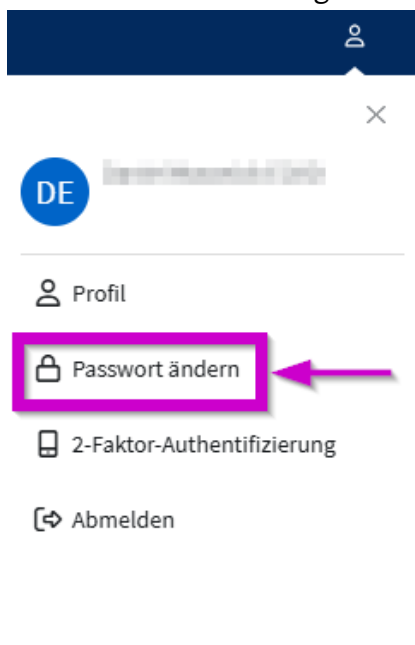 DE
Profil
Passwort ändern
2-Faktor-Authentifizierung
Abmelden